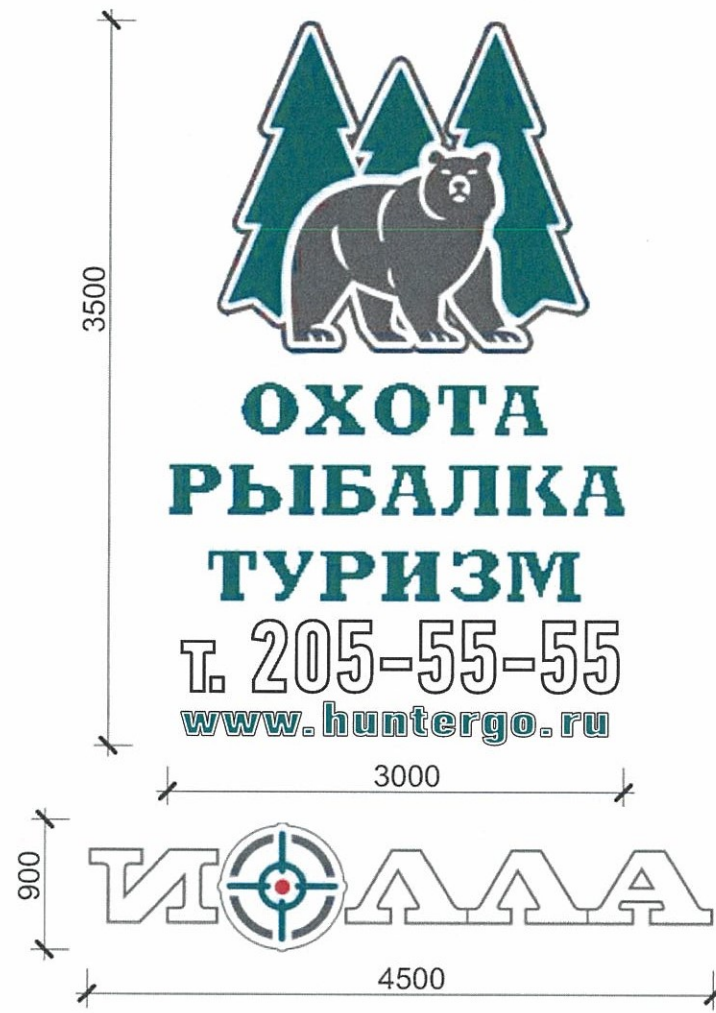 3500
ОХОТА
РЫБАЛКА
ТУРИЗМ
т. 205-55-55
www.huntergo.ru
3000
900
ИОЛЛА
4500